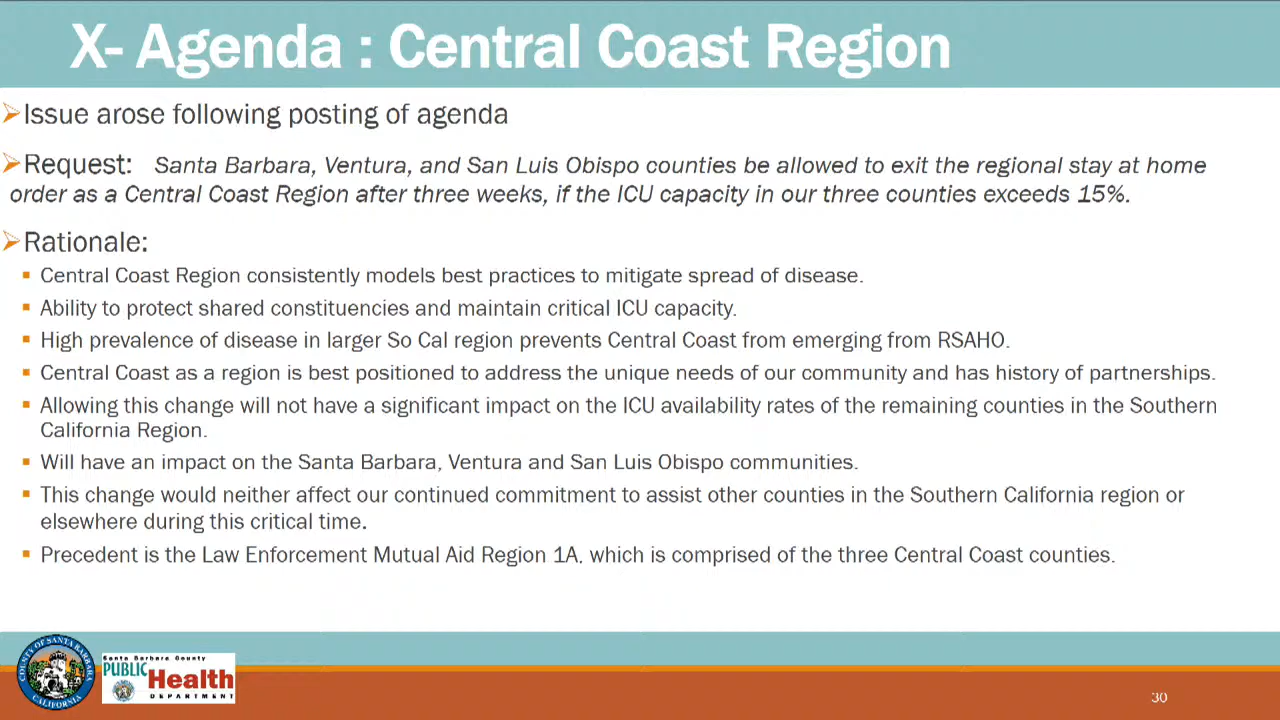 X- Agenda : Central Coast Region
Issue arose following posting of agenda
Request: Santa Barbara, Ventura, and San Luis Obispo counties be allowed to exit the regional stay at home
order as a Central Coast Region after three weeks, if the ICU capacity in our three counties exceeds 15%.
Rationale:
Central Coast Region consistently models best practices to mitigate spread of disease.
Ability to protect shared constituencies and maintain critical ICU capacity.
High prevalence of disease in larger So Cal region prevents Central Coast from emerging from RSAHO.
Central Coast as a region is best positioned to address the unique needs of our community and has history of partnerships.
Allowing this change will not have a significant impact on the ICU availability rates of the remaining counties in the Southern
California Region.
Will have an impact on the Santa Barbara, Ventura and San Luis Obispo communities.
This change would neither affect our continued commitment to assist other counties in the Southern California region or
elsewhere during this critical time.
Precedent is the Law Enforcement Mutual Aid Region 1A, which is comprised of the three Central Coast counties.
COUNTY OF SANTA BARBARA
CALIFORNIA
Santa Barbara County
PUBLIC
Health
DEPARTMENT
30